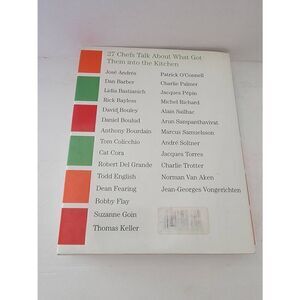 27 Chefs Talk About What Got
Them into the Kitchen
José Andrés
Dan Barber
Lidia Bastianich
Rick Bayless
David Bouley
Daniel Boulud
Anthony Bourdain
Tom Colicchio
Cat Cora
Robert Del Grande
Todd English
Dean Fearing
Bobby Flay
Suzanne Goin
Thomas Keller
Patrick O'Connell
Charlie Palmer
Jacques Pépin
Michel Richard
Alain Sailhac
Arun Sampanthavivat
Marcus Samuelsson
André Soltner
Jacques Torres
Charlie Trotter
Norman Van Aken
Jean-Georges Vongerichten